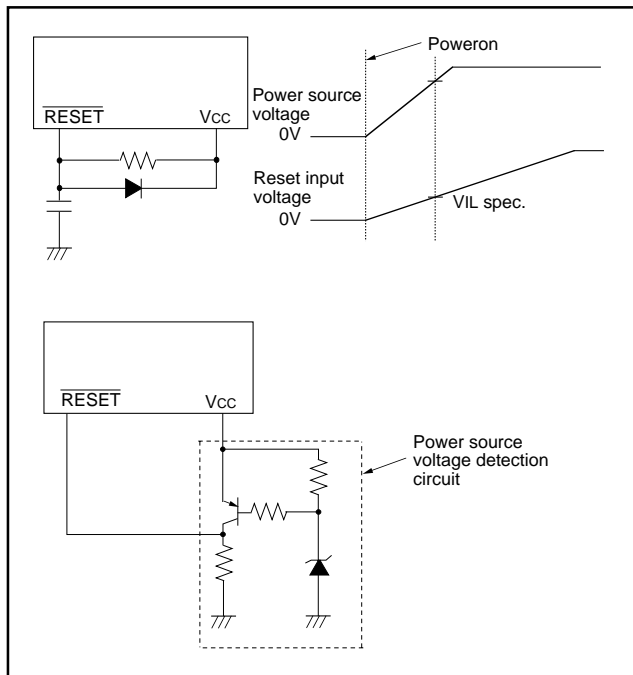 RESET
Vcc
Poweron
Power source
voltage
0V
Reset input
voltage
0V
VIL spec.
RESET
Vcc
Power source
voltage detection
circuit